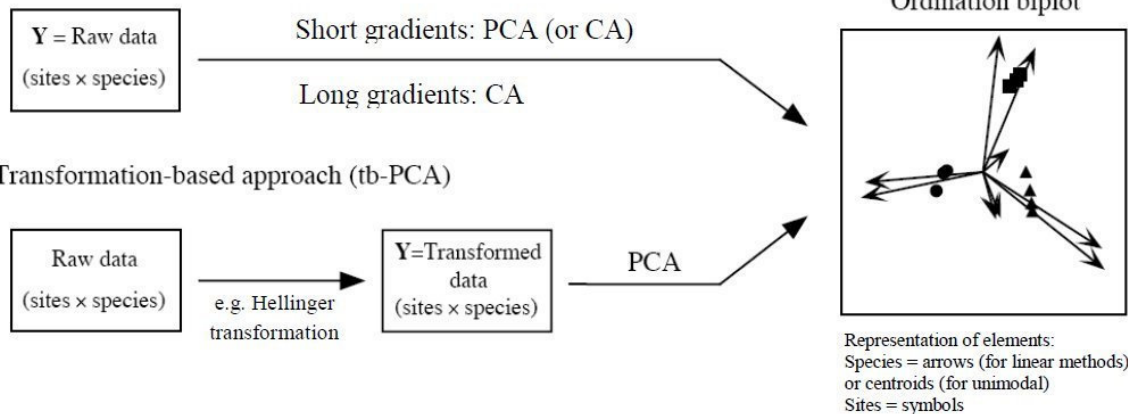 Ordination biplot
Y = Raw data
(sites × species)
Short gradients: PCA (or CA)
Long gradients: CA
Transformation-based approach (tb-PCA)
Raw data
(sites × species)
e.g. Hellinger
transformation
Y=Transformed
data
(sites × species)
PCA
Representation of elements:
Species = arrows (for linear methods)
or centroids (for unimodal)
Sites = symbols